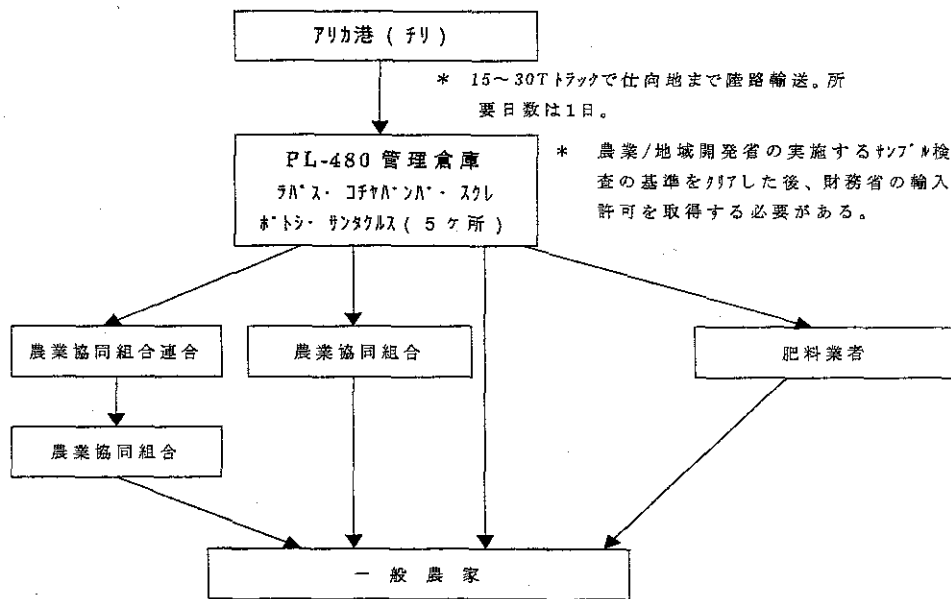 ｱﾘｶ港 ( ﾁﾘ )
* 15～30Tﾄﾗｯｸで仕向地まで陸路輸送。所
要日数は1日。
PL-480 管理倉庫
ﾗﾊﾟｽ・ ｺﾁﾔﾊﾞﾝﾊﾞ・ ｽｸﾚ
ﾎﾟﾄｼ・ ｻﾝﾀｸﾙｽ ( 5 ヶ所 )
* 農業/地域開発省の実施するｻﾝﾌﾟﾙ検
査の基準をｸﾘｱした後、財務省の輸入
許可を取得する必要がある。
農業協同組合連合
農業協同組合
肥料業者
農業協同組合
一般農家